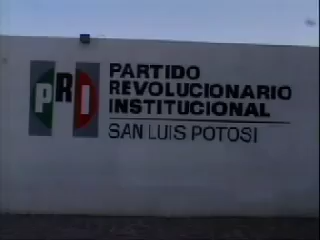 PRI
PARTIDO
REVOLUCIONARIO
INSTITUCIONAL
SAN LUIS POTOSI